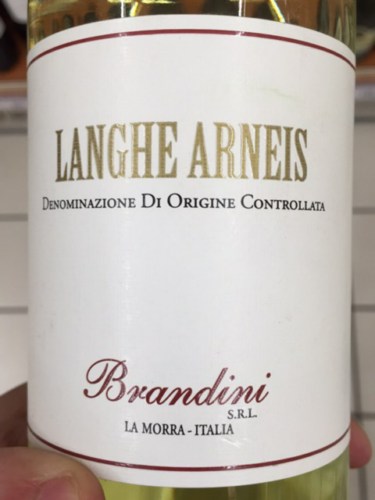 LANGHE ARNEIS
DENOMINAZIONE DI ORIGINE CONTROLLATA
Brandini
S.R.L.
LA MORRA - ITALIA